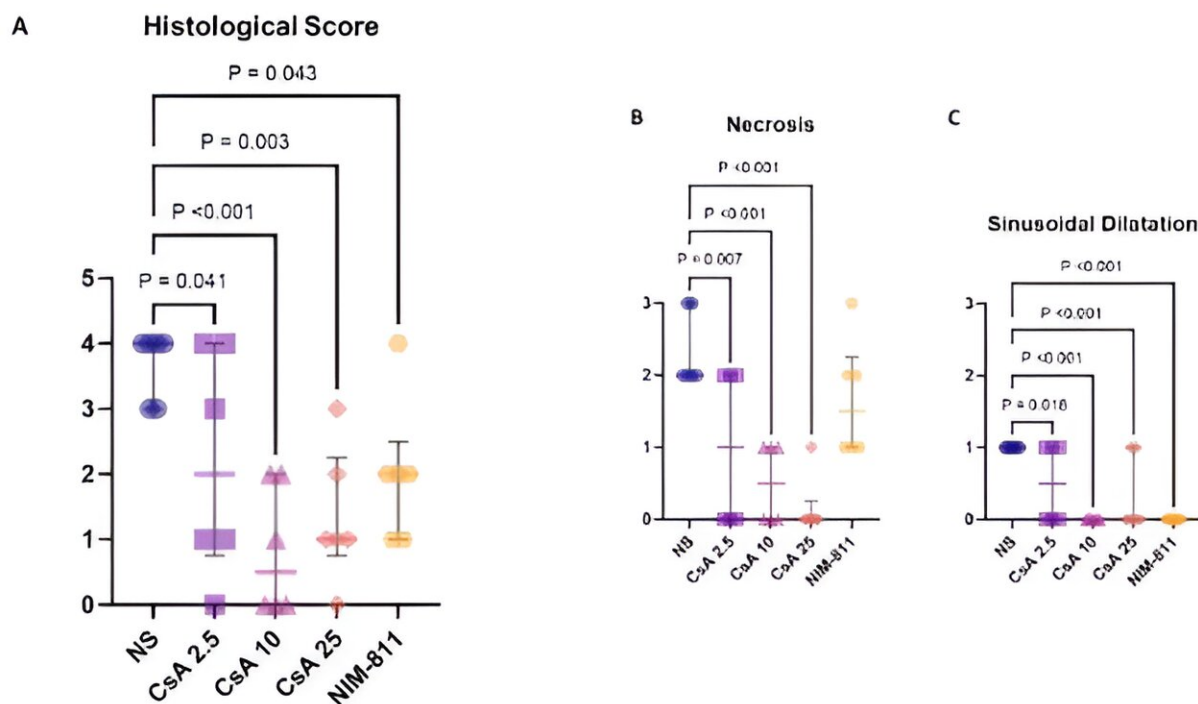 A
Histological Score
P = 0.043
P = 0.003
P <0.001
P = 0.041
5
4
3
2
1
0
NS
CsA 2.5
CsA 10
CsA 25
NIM-811
B
Necrosis
P <0.001
P <0.001
P = 0.007
3
2
1
0
NS
CsA 2.5
CsA 10
CsA 25
NIM-811
C
Sinusoidal Dilatation
P <0.001
P <0.001
P <0.001
P = 0.018
3
2
1
0
NS
CsA 2.5
CsA 10
CsA 25
NIM-811